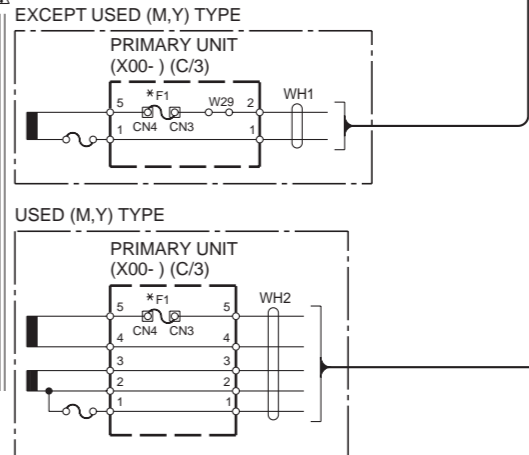 EXCEPT USED (M,Y) TYPE
PRIMARY UNIT
(X00- ) (C/3)
*F1 W29 WH1
5 2
CN4 CN3
1 1
USED (M,Y) TYPE
PRIMARY UNIT
(X00- ) (C/3)
*F1 WH2
5 5
CN4 CN3
4 4
3 3
2 2
1 1